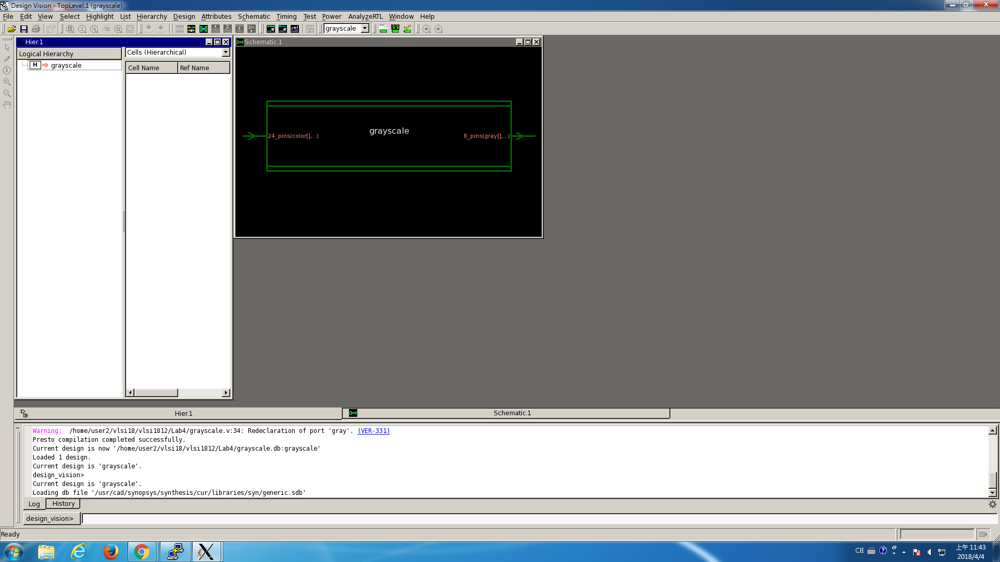 Design Vision - TopLevel.1 (grayscale)
File Edit View Select Highlight List Hierarchy Design Attributes Schematic Timing Test Power AnalyzeRTL Window Help
grayscale
Hier.1
Logical Hierarchy
H grayscale
Cells (Hierarchical)
Cell Name Ref Name
Schematic.1
grayscale
24_pins(color[],...)
8_pins(gray[],...)
Hier.1
Schematic.1
Warning: /home/user2/vlsi18/vlsi1812/Lab4/grayscale.v:34: Redeclaration of port 'gray'. (VER-331)
Presto compilation completed successfully.
Current design is now '/home/user2/vlsi18/vlsi1812/Lab4/grayscale.db:grayscale'
Loaded 1 design.
Current design is 'grayscale'.
design_vision>
Current design is 'grayscale'.
Loading db file '/usr/cad/synopsys/synthesis/cur/libraries/syn/generic.sdb'
Log History
design_vision>
Ready
CH
上午 11:43
2018/4/4